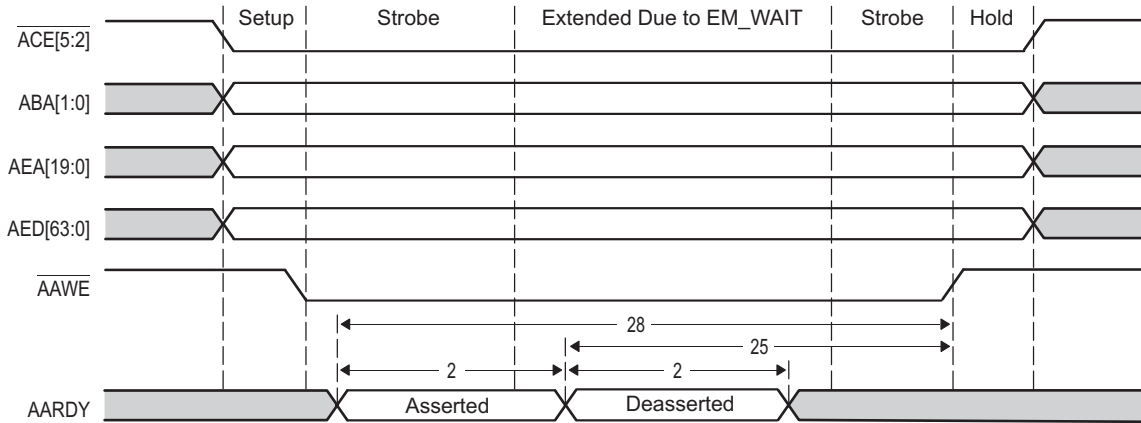 Setup Strobe Extended Due to EM_WAIT Strobe Hold
ACE[5:2]
ABA[1:0]
AEA[19:0]
AED[63:0]
AAWE
28
25
2 2
AARDY Asserted Deasserted